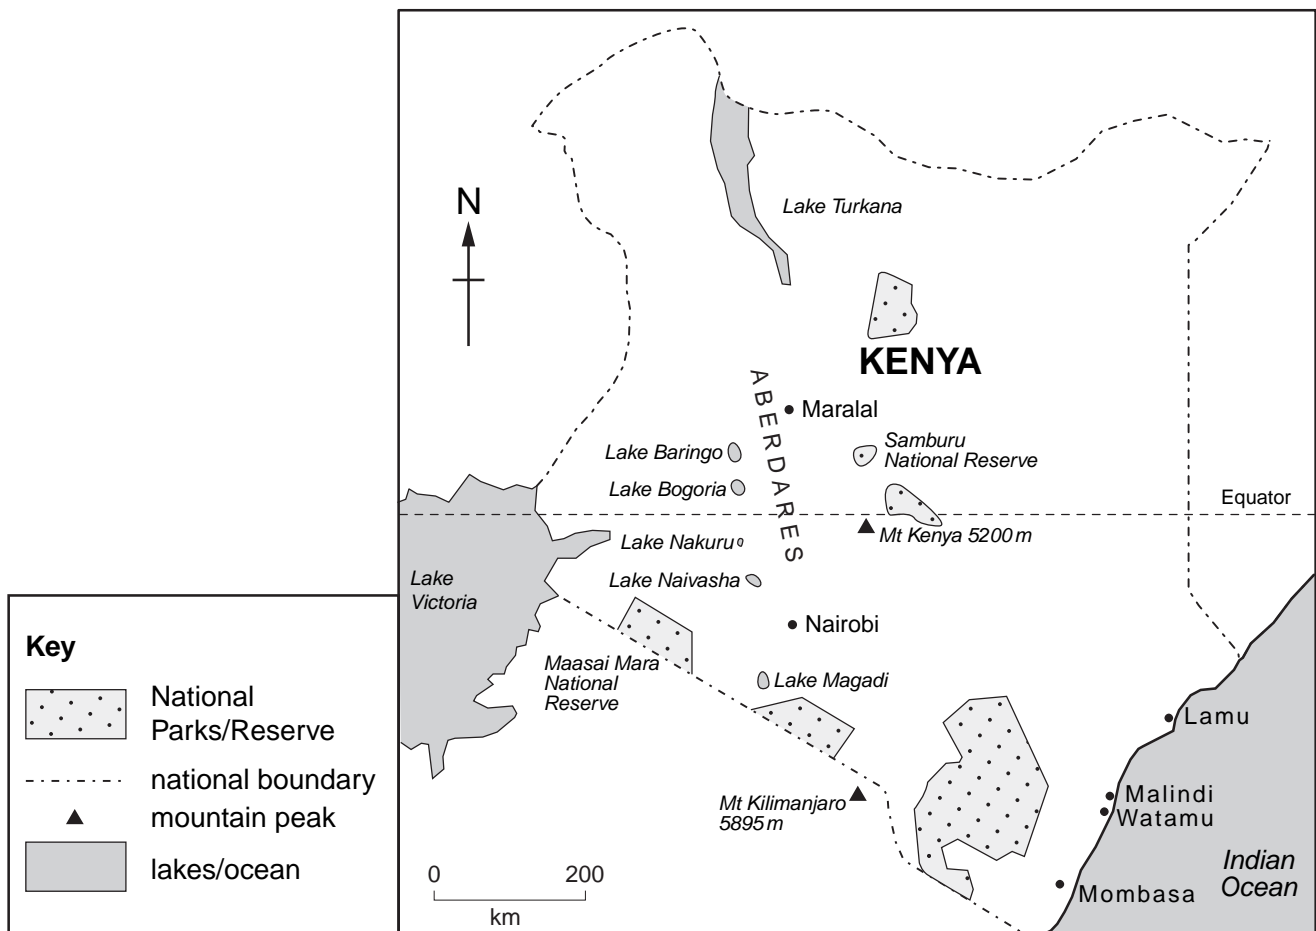 N
Lake Turkana
KENYA
ABERDARES
Maralal
Lake Baringo
Samburu
National Reserve
Lake Bogoria
Equator
Mt Kenya 5200 m
Lake Nakuru
Lake Naivasha
Lake
Victoria
Nairobi
Maasai Mara
National
Reserve
Lake Magadi
Lamu
Mt Kilimanjaro
5895 m
Malindi
Watamu
Indian
Ocean
Mombasa
0 200
km
Key
National
Parks/Reserve
national boundary
mountain peak
lakes/ocean